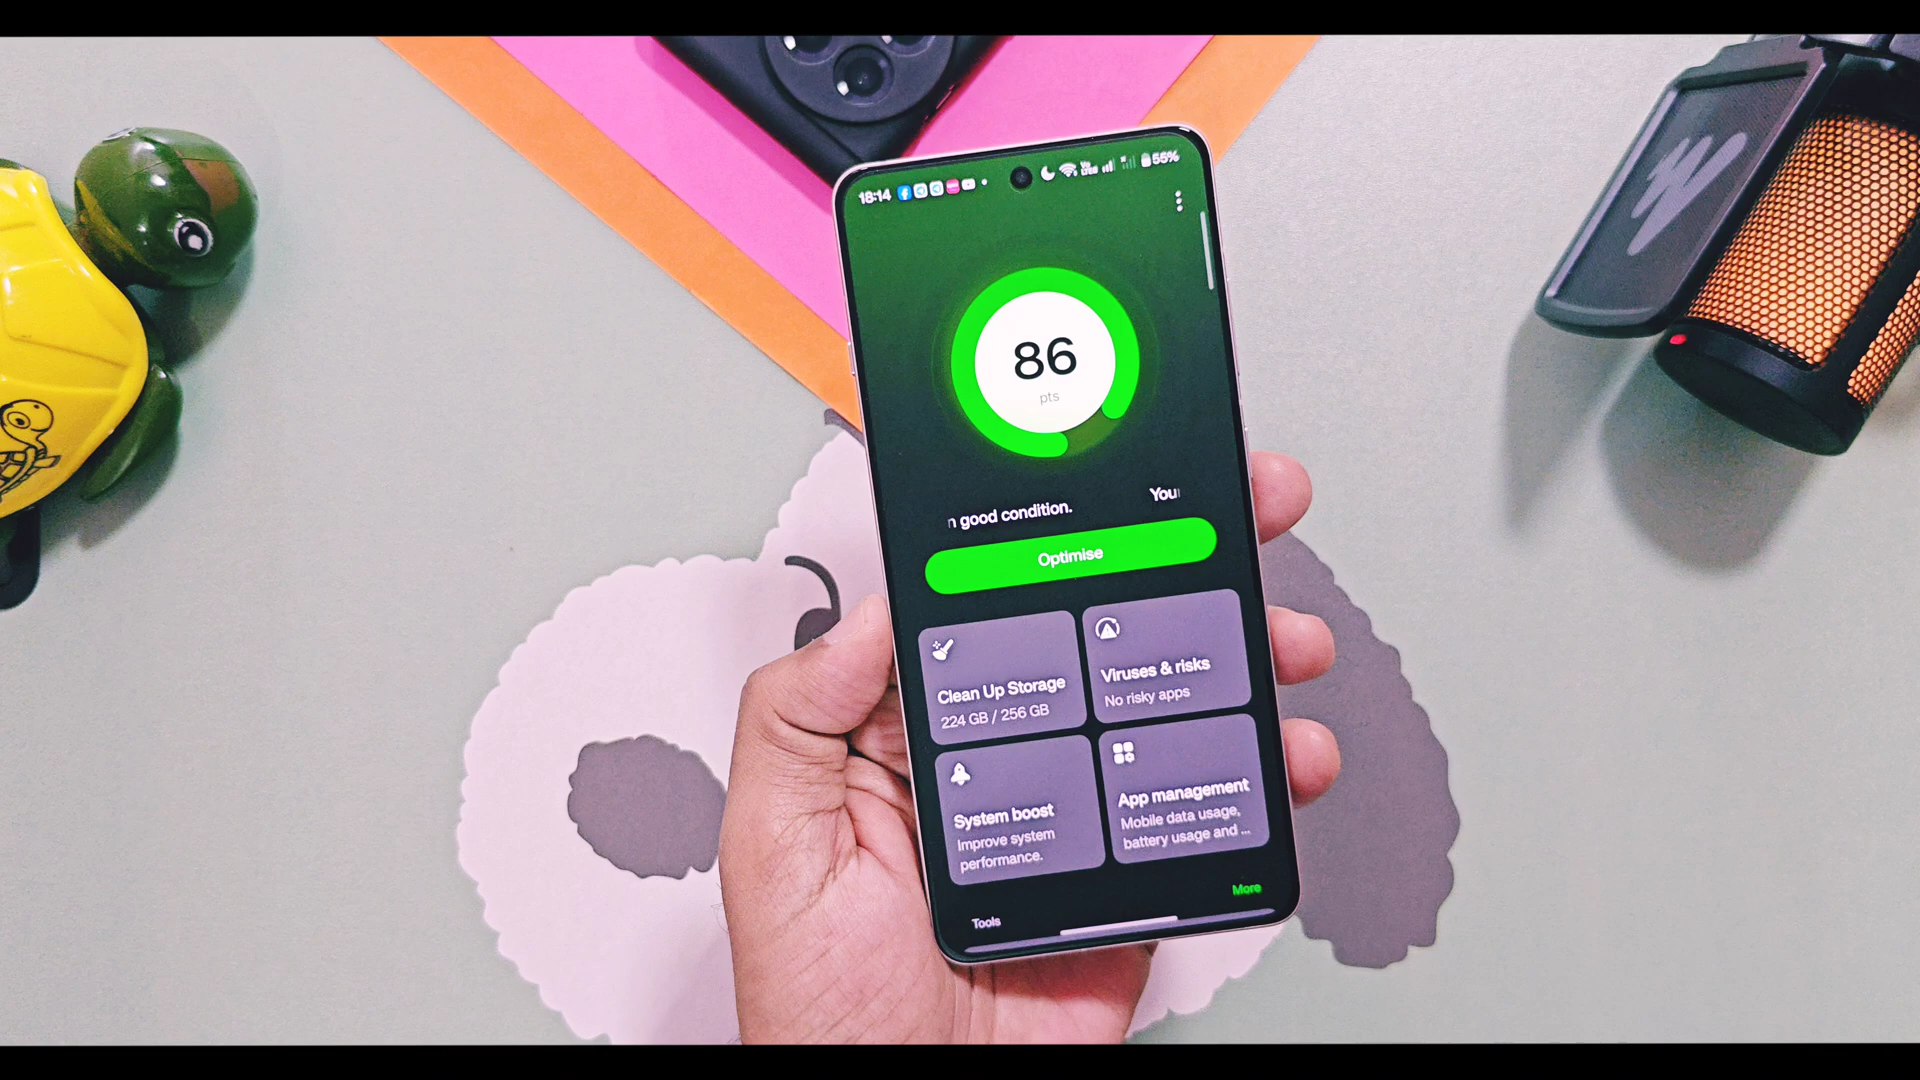 18:14
55%
86
pts
n good condition.
You
Optimise
Clean Up Storage
224 GB / 256 GB
Viruses & risks
No risky apps
System boost
Improve system
performance.
App management
Mobile data usage,
battery usage and ...
More
Tools